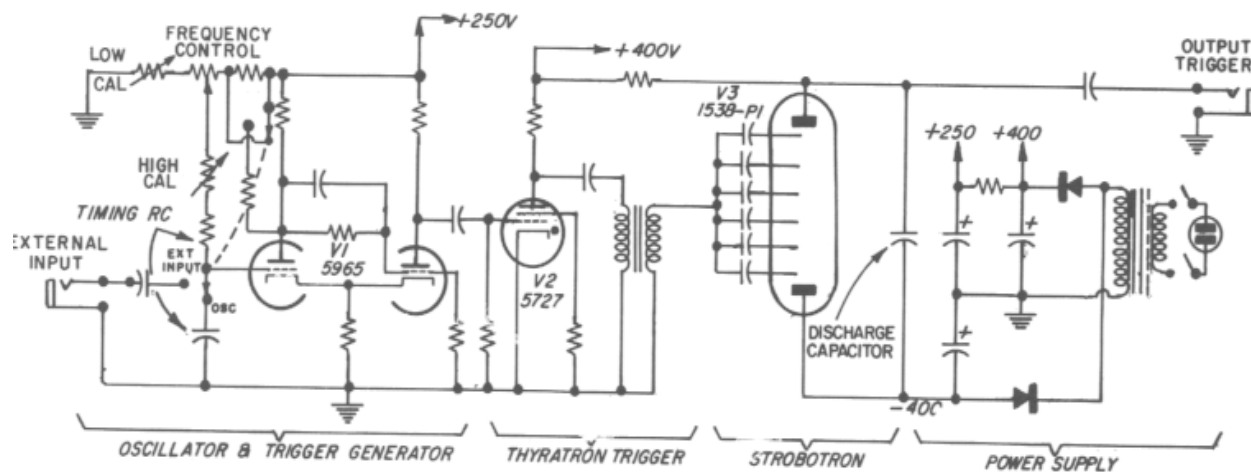 +250V
FREQUENCY
CONTROL
LOW
CAL
+400V
OUTPUT
TRIGGER
V3
1538-P1
+250 +400
HIGH
CAL
TIMING RC
EXTERNAL
INPUT
EXT
INPUT
OSC
V1
5965
V2
5727
DISCHARGE
CAPACITOR
-400
OSCILLATOR & TRIGGER GENERATOR
THYRATRON TRIGGER
STROBOTRON
POWER SUPPLY